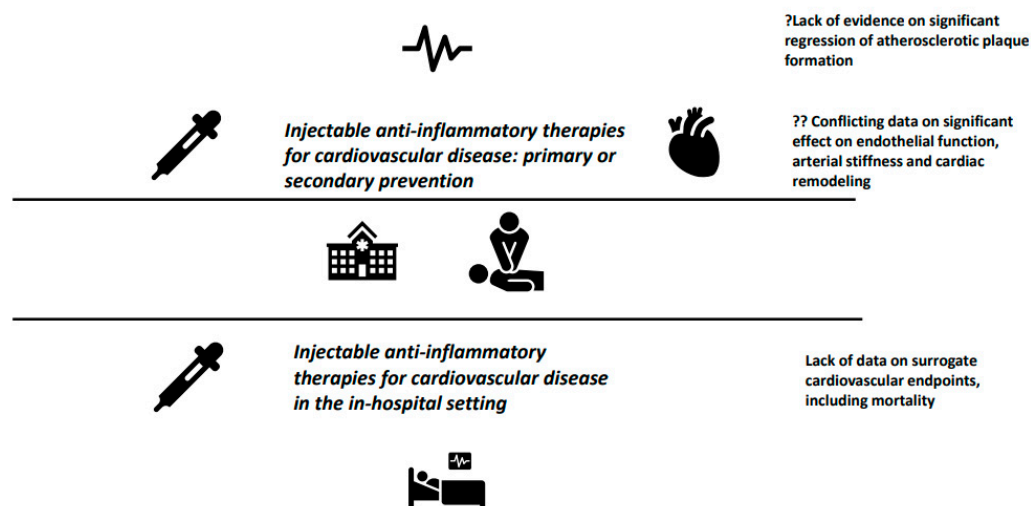 ?Lack of evidence on significant
regression of atherosclerotic plaque
formation
Injectable anti-inflammatory therapies
for cardiovascular disease: primary or
secondary prevention
?? Conflicting data on significant
effect on endothelial function,
arterial stiffness and cardiac
remodeling
Injectable anti-inflammatory
therapies for cardiovascular disease
in the in-hospital setting
Lack of data on surrogate
cardiovascular endpoints,
including mortality